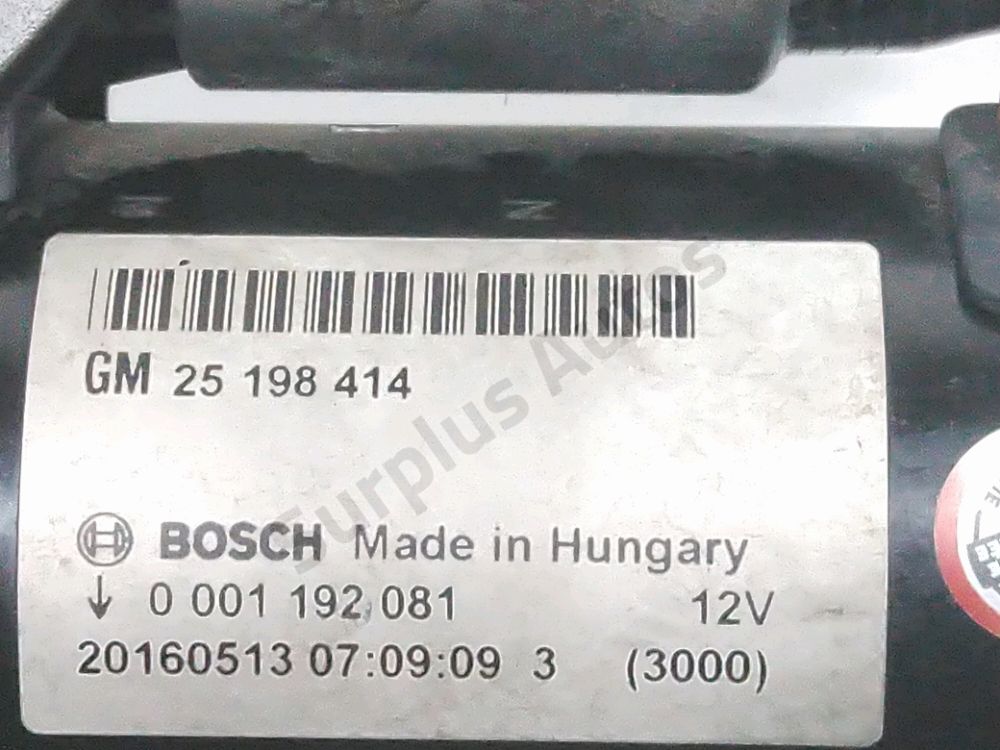 GM 25 198 414
Surplus Autos
BOSCH Made in Hungary
↓ 0 001 192 081 12V
20160513 07:09:09 3 (3000)